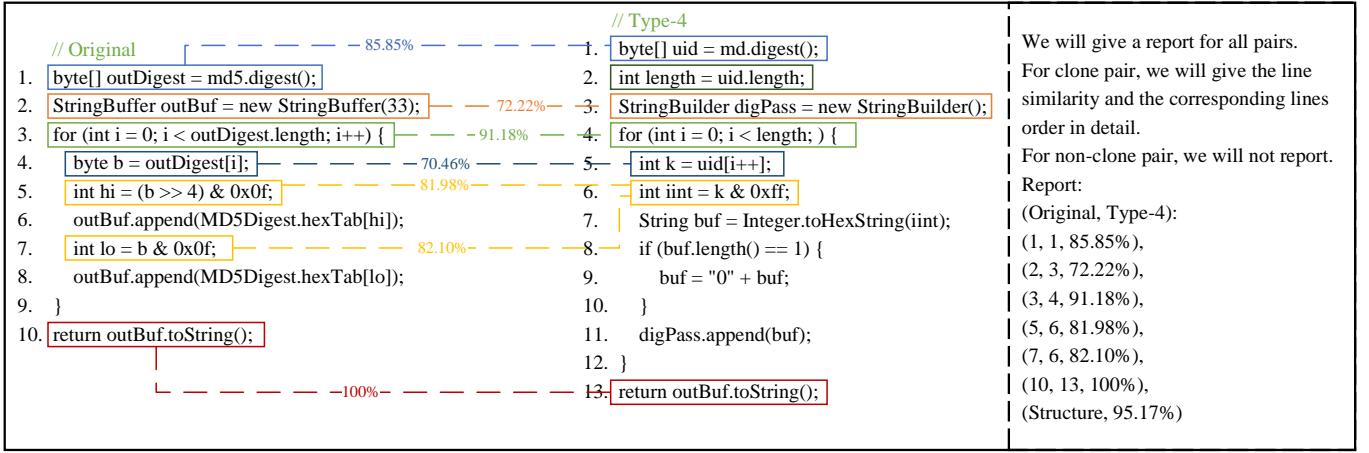 // Original
1. byte[] outDigest = md5.digest();
2. StringBuffer outBuf = new StringBuffer(33);
3. for (int i = 0; i < outDigest.length; i++) {
4. byte b = outDigest[i];
5. int hi = (b >> 4) & 0x0f;
6. outBuf.append(MD5Digest.hexTab[hi]);
7. int lo = b & 0x0f;
8. outBuf.append(MD5Digest.hexTab[lo]);
9. }
10. return outBuf.toString();
85.85%
72.22%
91.18%
70.46%
81.98%
82.10%
100%
// Type-4
1. byte[] uid = md.digest();
2. int length = uid.length;
3. StringBuilder digPass = new StringBuilder();
4. for (int i = 0; i < length; ) {
5. int k = uid[i++];
6. int iint = k & 0xff;
7. String buf = Integer.toHexString(iint);
8. if (buf.length() == 1) {
9. buf = "0" + buf;
10. }
11. digPass.append(buf);
12. }
13. return outBuf.toString();
We will give a report for all pairs.
For clone pair, we will give the line
similarity and the corresponding lines
order in detail.
For non-clone pair, we will not report.
Report:
(Original, Type-4):
(1, 1, 85.85%),
(2, 3, 72.22%),
(3, 4, 91.18%),
(5, 6, 81.98%),
(7, 6, 82.10%),
(10, 13, 100%),
(Structure, 95.17%)